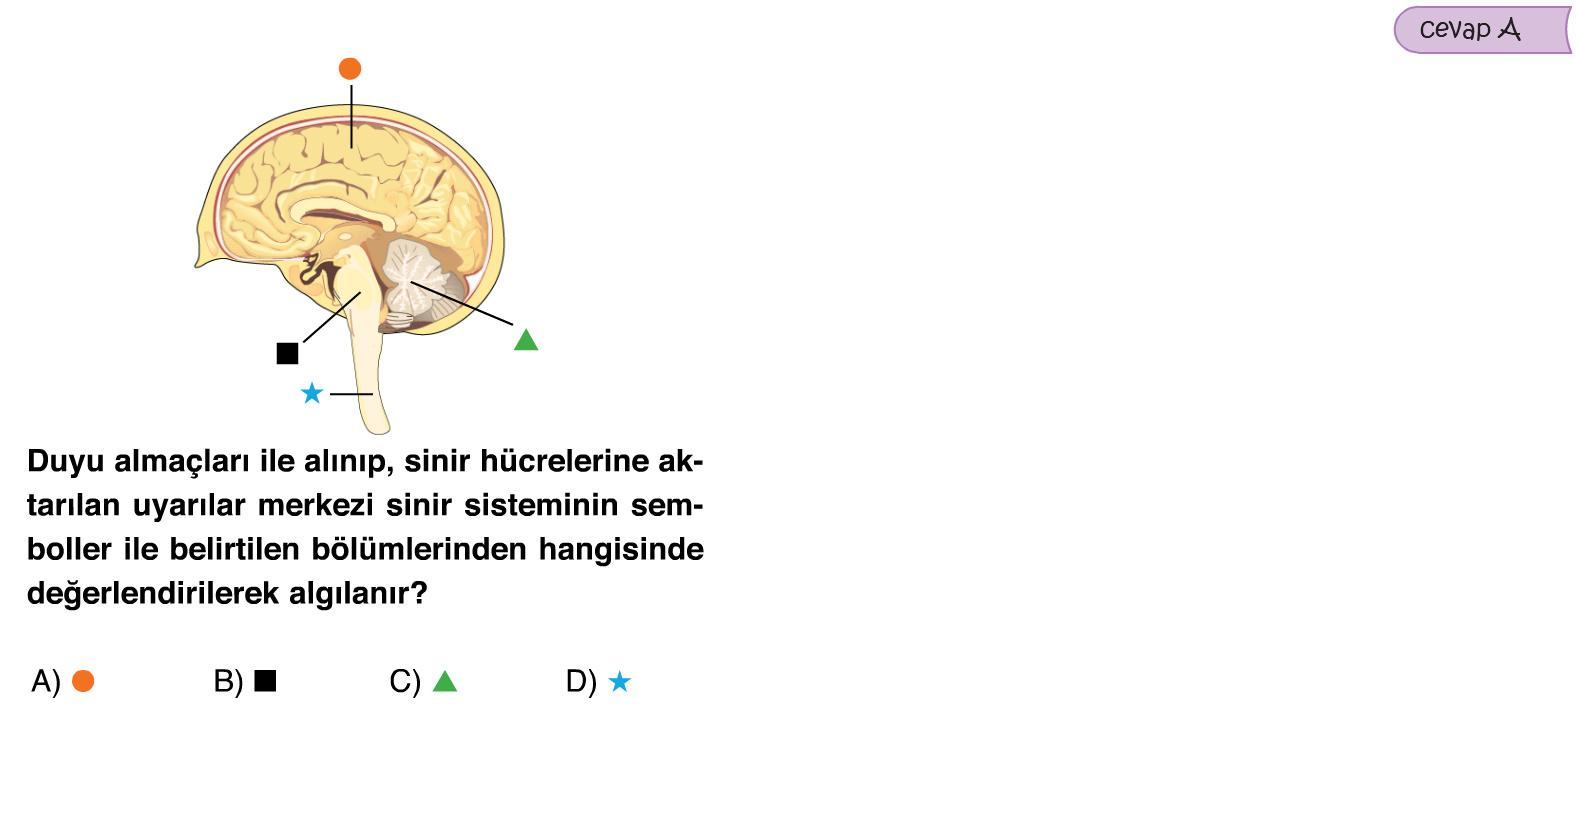 cevap A
Duyu almaçları ile alınıp, sinir hücrelerine ak-
tarılan uyarılar merkezi sinir sisteminin sem-
boller ile belirtilen bölümlerinden hangisinde
değerlendirilerek algılanır?
A) ● B) ■ C) ▲ D) ★